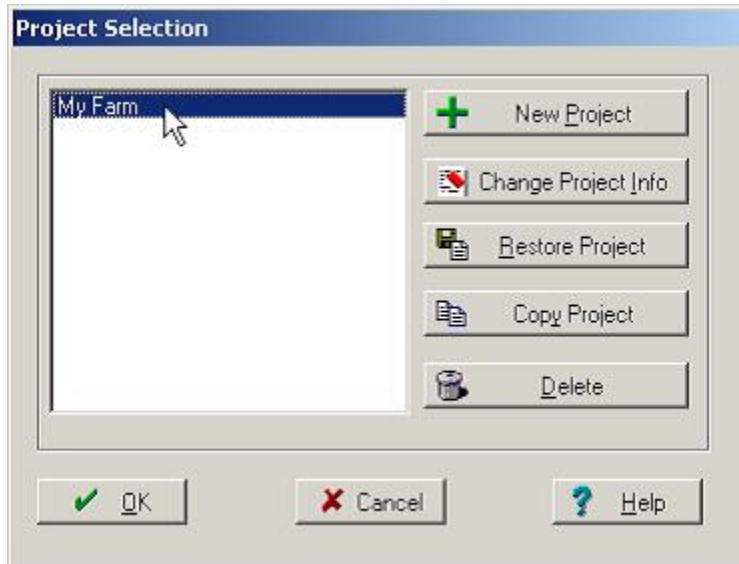 Project Selection
My Farm
New Project
Change Project Info
Restore Project
Copy Project
Delete
OK
Cancel
Help